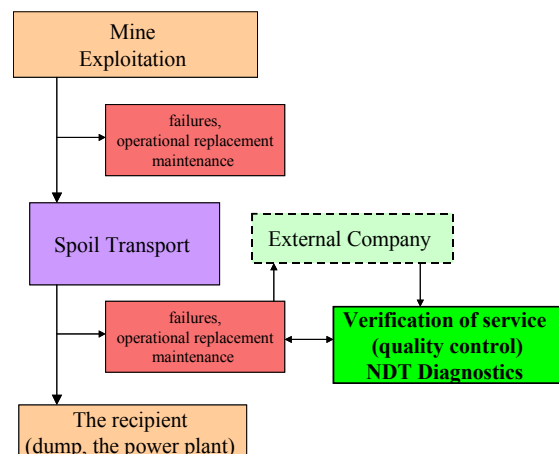 Mine
Exploitation
failures,
operational replacement
maintenance
Spoil Transport
External Company
failures,
operational replacement
maintenance
Verification of service
(quality control)
NDT Diagnostics
The recipient
(dump, the power plant)